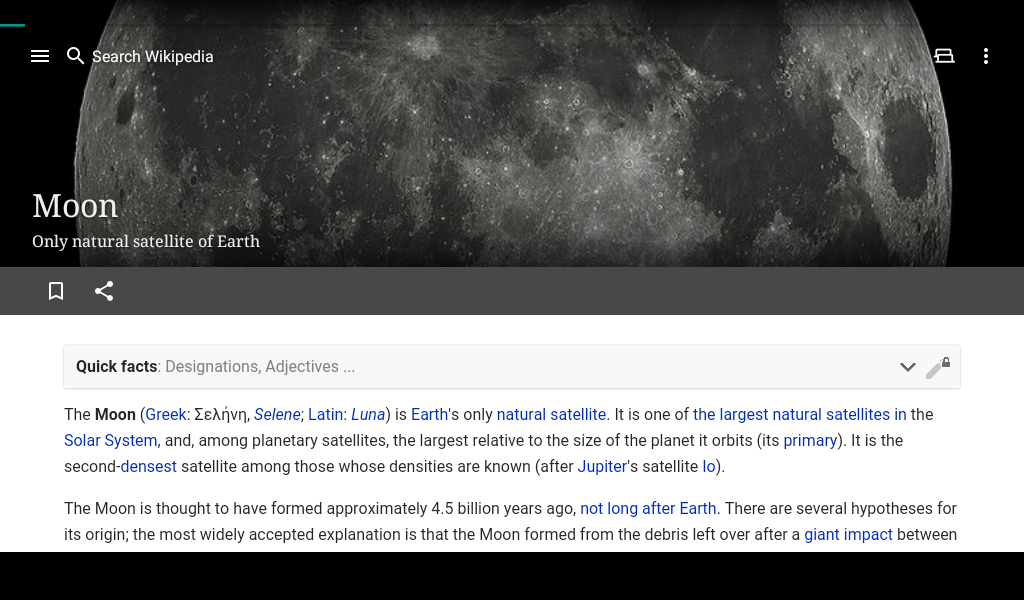 Search Wikipedia
Moon
Only natural satellite of Earth
Quick facts: Designations, Adjectives ...
The Moon (Greek: Σελήνη, Selene; Latin: Luna) is Earth's only natural satellite. It is one of the largest natural satellites in the
Solar System, and, among planetary satellites, the largest relative to the size of the planet it orbits (its primary). It is the
second-densest satellite among those whose densities are known (after Jupiter's satellite Io).
The Moon is thought to have formed approximately 4.5 billion years ago, not long after Earth. There are several hypotheses for
its origin; the most widely accepted explanation is that the Moon formed from the debris left over after a giant impact between